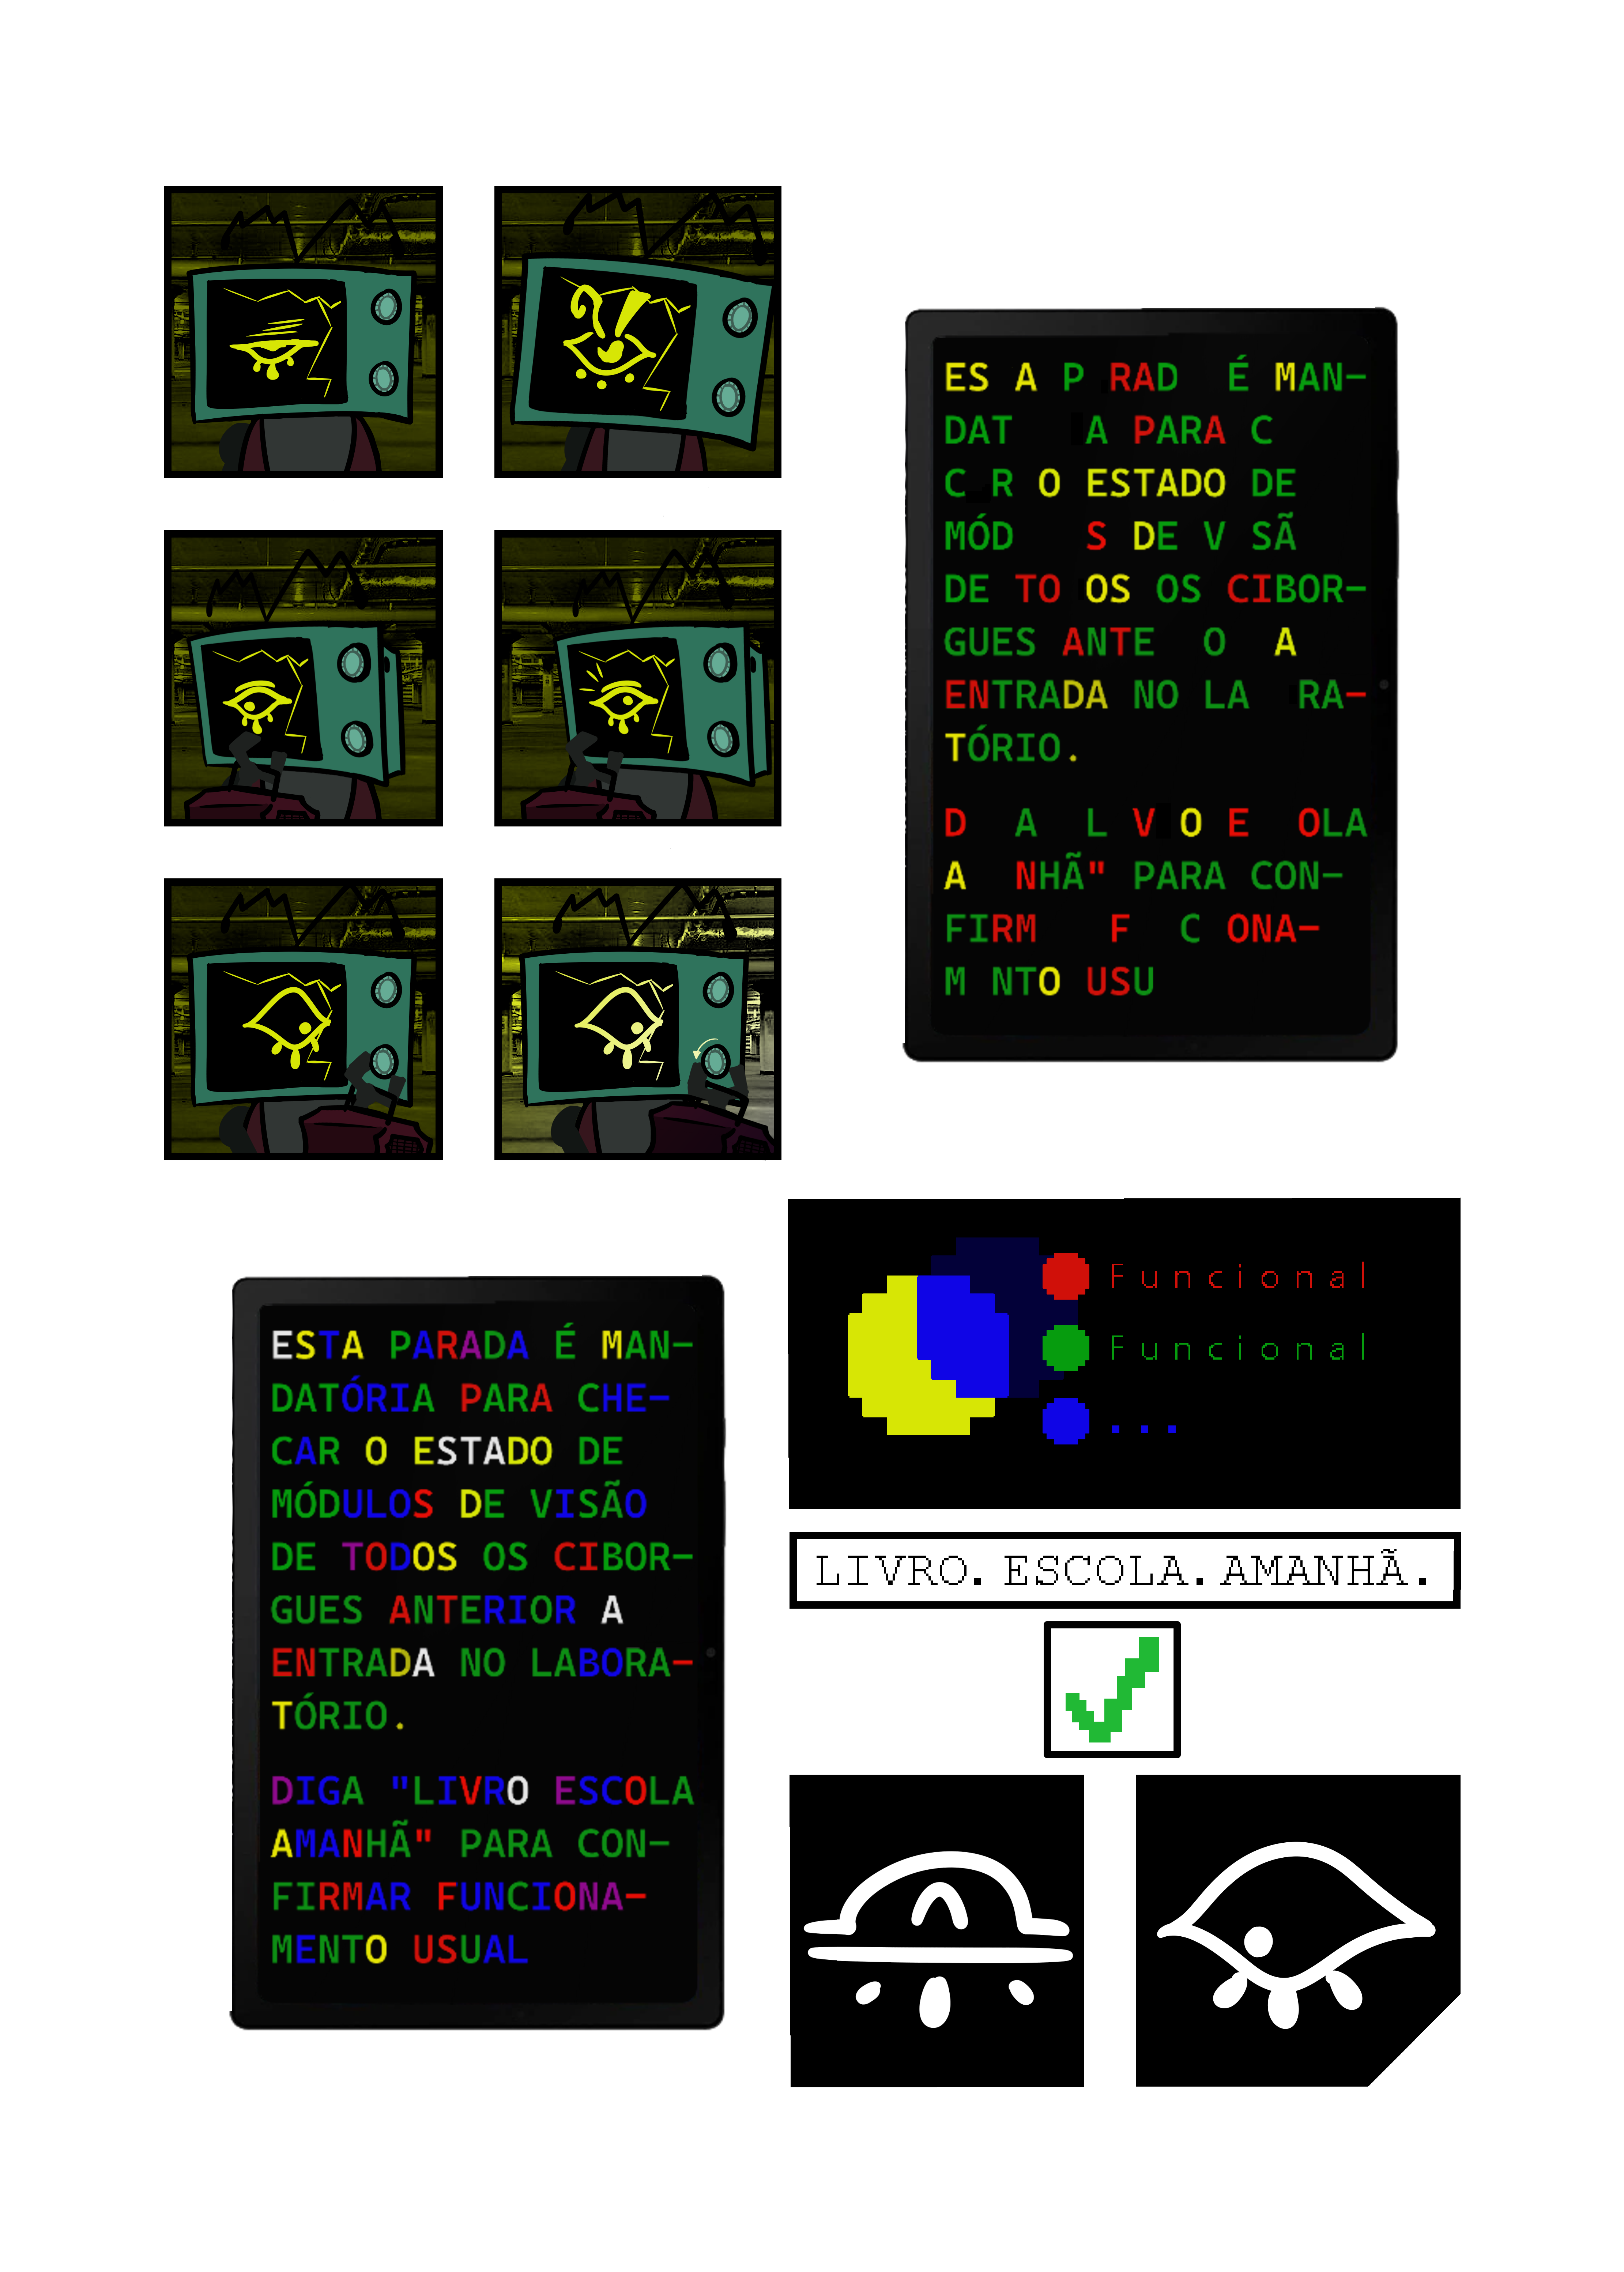 ES A P RAD É MAN-
DAT A PARA C
C R O ESTADO DE
MÓD S DE V SÃ
DE TO OS OS CIBOR-
GUES ANTE O A
ENTRADA NO LA RA-
TÓRIO.
D A L V O E OLA
A NHÃ" PARA CON-
FIRM F C ONA-
M NTO USU
ESTA PARADA É MAN-
DATÓRIA PARA CHE-
CAR O ESTADO DE
MÓDULOS DE VISÃO
DE TODOS OS CIBOR-
GUES ANTERIOR A
ENTRADA NO LABORA-
TÓRIO.
DIGA "LIVRO ESCOLA
AMANHÃ" PARA CON-
FIRMAR FUNCIONA-
MENTO USUAL
Funcional
Funcional
...
LIVRO. ESCOLA. AMANHÃ.